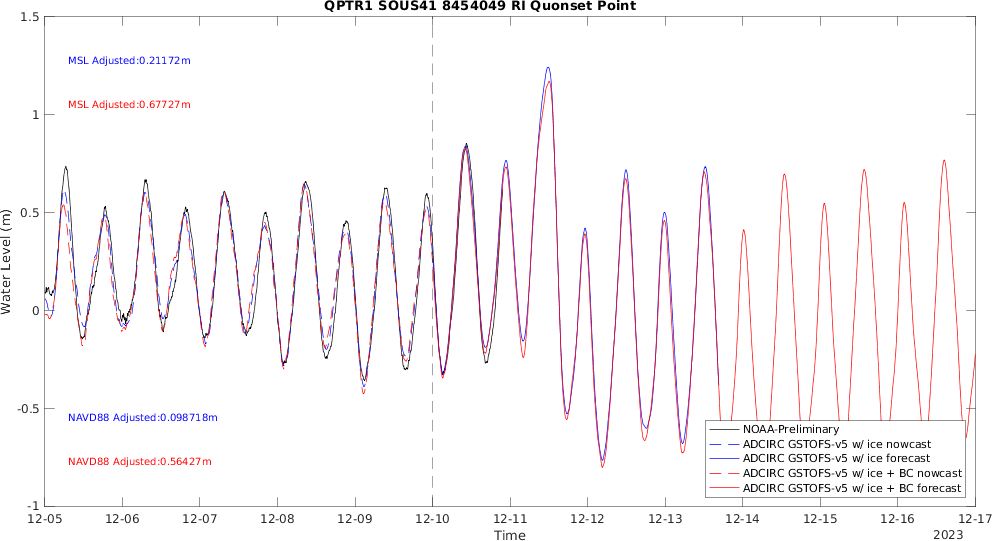 QPTR1 SOUS41 8454049 RI Quonset Point
1.5
1
0.5
0
-0.5
-1
Water Level (m)
MSL Adjusted:0.21172m
MSL Adjusted:0.67727m
NAVD88 Adjusted:0.098718m
NAVD88 Adjusted:0.56427m
NOAA-Preliminary
ADCIRC GSTOFS-v5 w/ ice nowcast
ADCIRC GSTOFS-v5 w/ ice forecast
ADCIRC GSTOFS-v5 w/ ice + BC nowcast
ADCIRC GSTOFS-v5 w/ ice + BC forecast
12-05 12-06 12-07 12-08 12-09 12-10 12-11 12-12 12-13 12-14 12-15 12-16 12-17
Time
2023